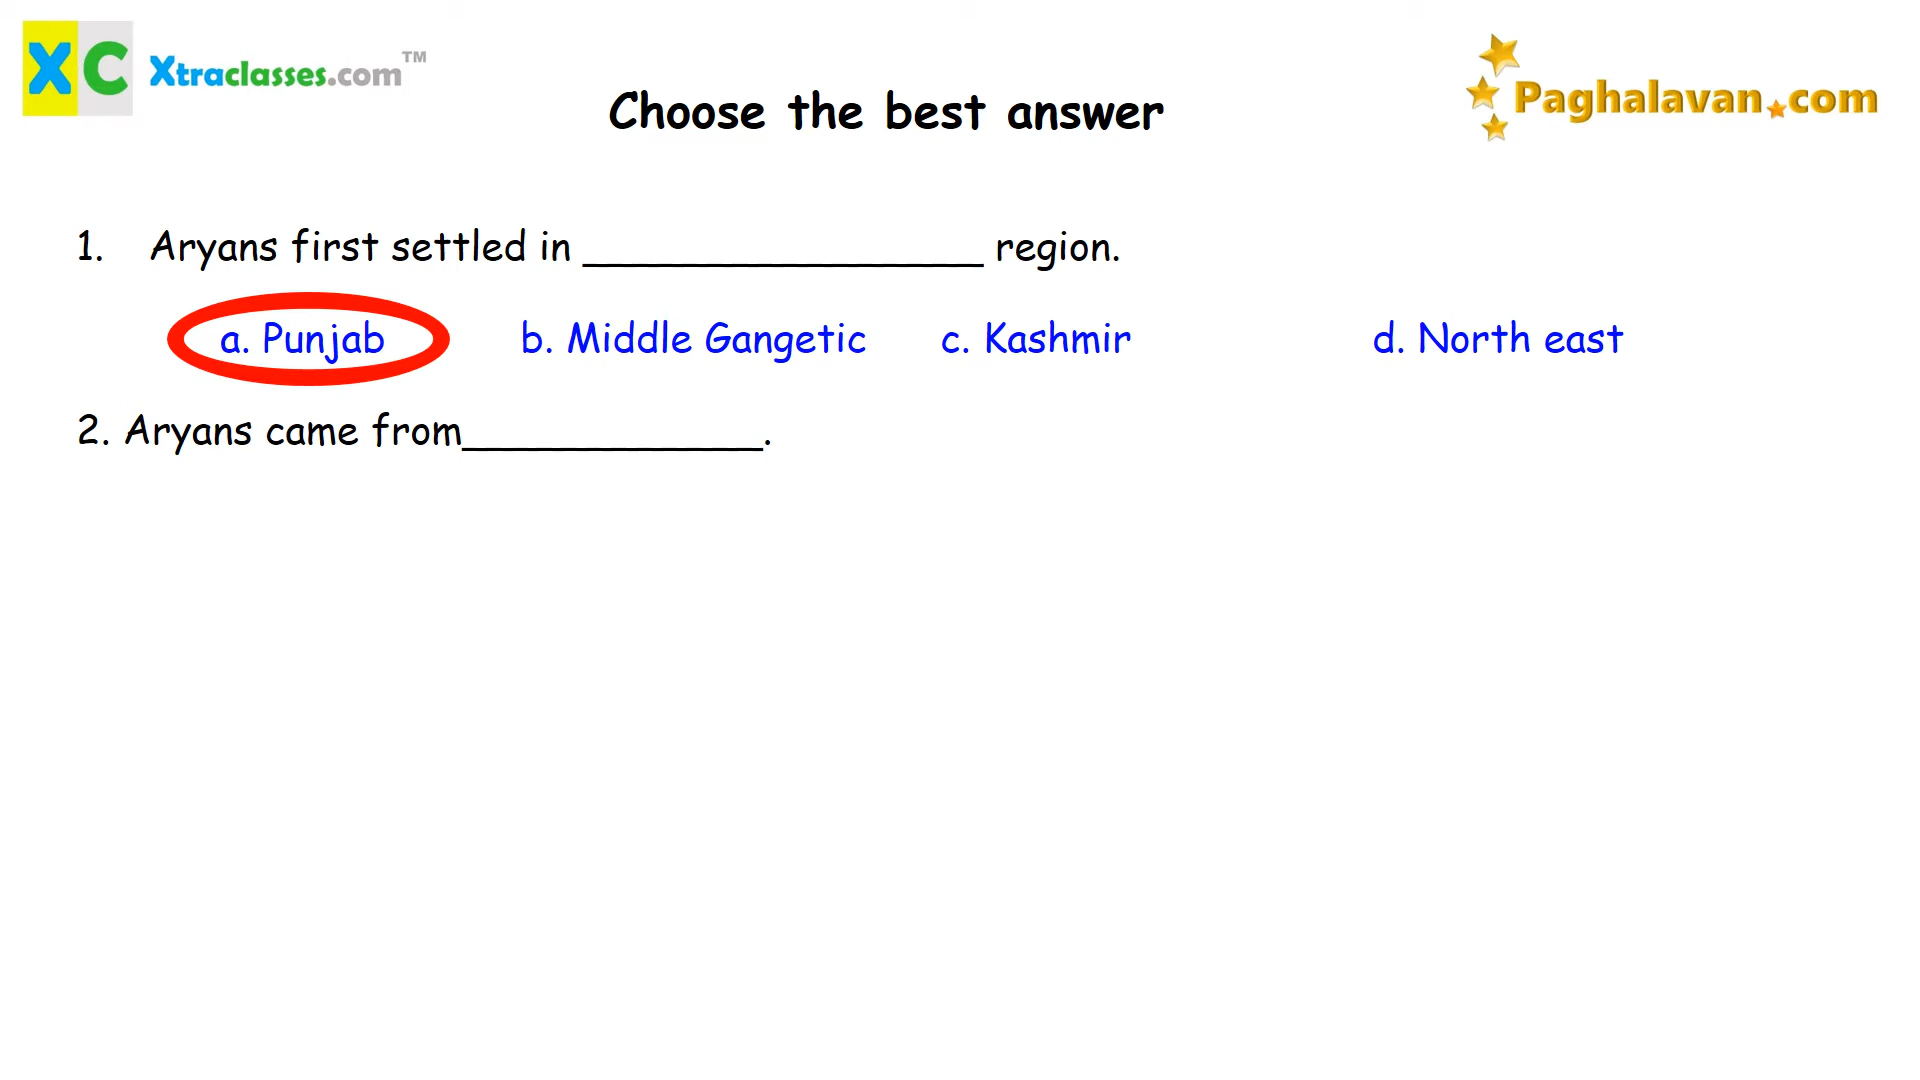 XC Xtraclasses.com™
Paghalavan.com
Choose the best answer
1. Aryans first settled in ________________ region.
a. Punjab b. Middle Gangetic c. Kashmir d. North east
2. Aryans came from____________.